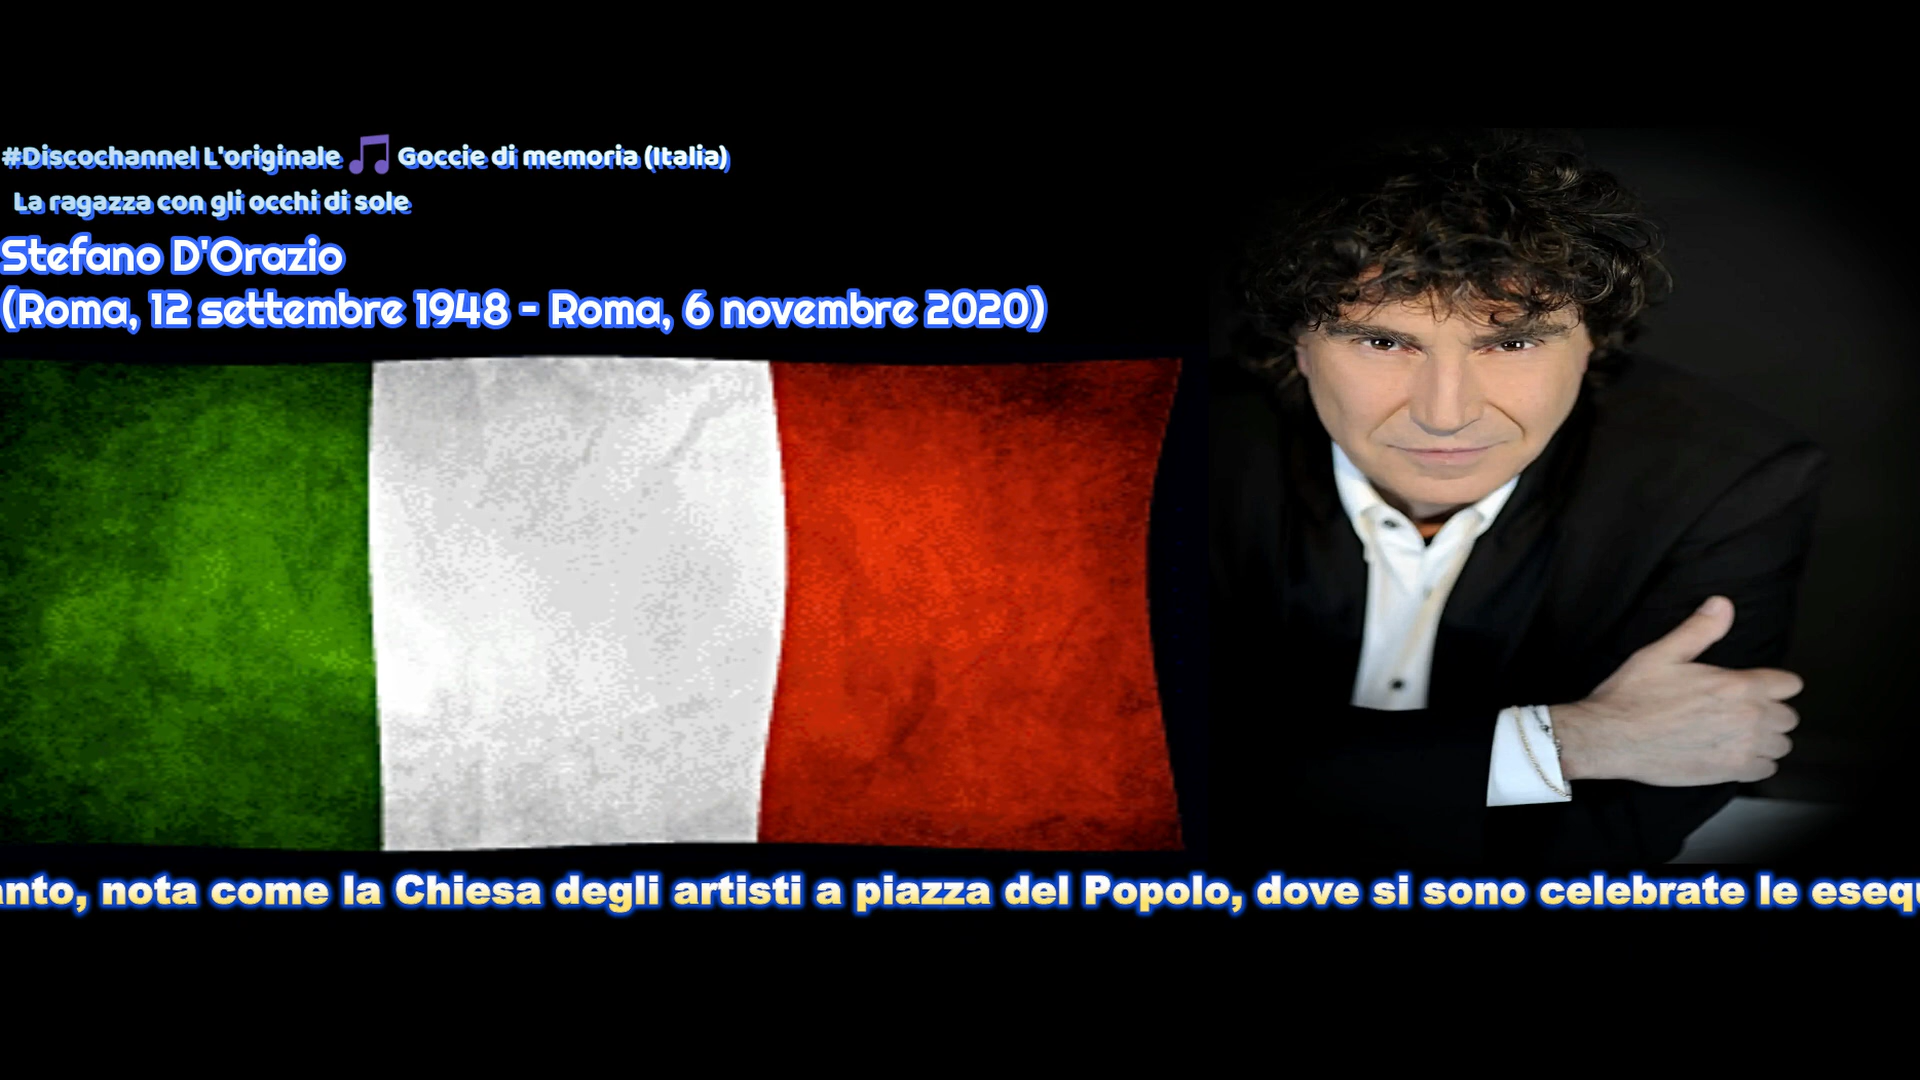 #Discochannel L'originale 🎵 Goccie di memoria (Italia)
La ragazza con gli occhi di sole
Stefano D'Orazio
(Roma, 12 settembre 1948 - Roma, 6 novembre 2020)
anto, nota come la Chiesa degli artisti a piazza del Popolo, dove si sono celebrate le esequ